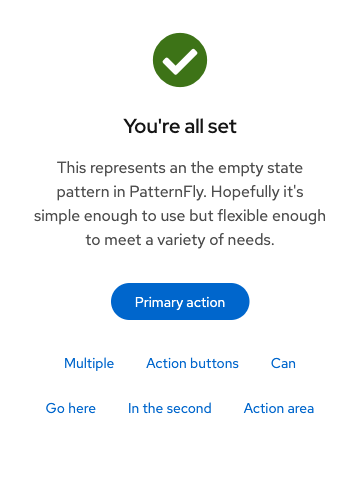 You're all set
This represents an the empty state
pattern in PatternFly. Hopefully it's
simple enough to use but flexible enough
to meet a variety of needs.
Primary action
Multiple Action buttons Can
Go here In the second Action area